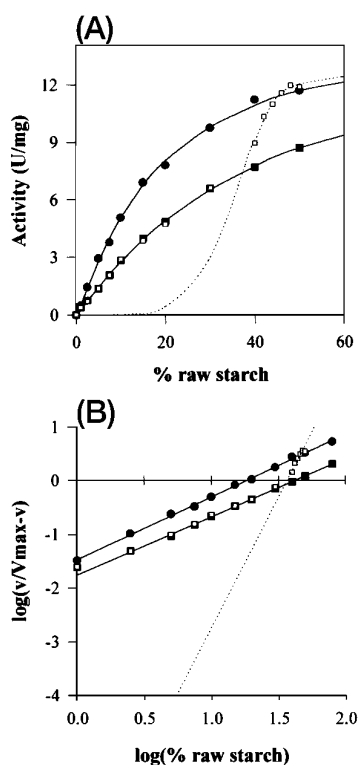 (A)
Activity (U/mg)
12
9
6
3
0
0 20 40 60
% raw starch
(B)
log(v/Vmax-v)
1
0
-1
-2
-3
-4
0.0 0.5 1.0 1.5 2.0
log(% raw starch)